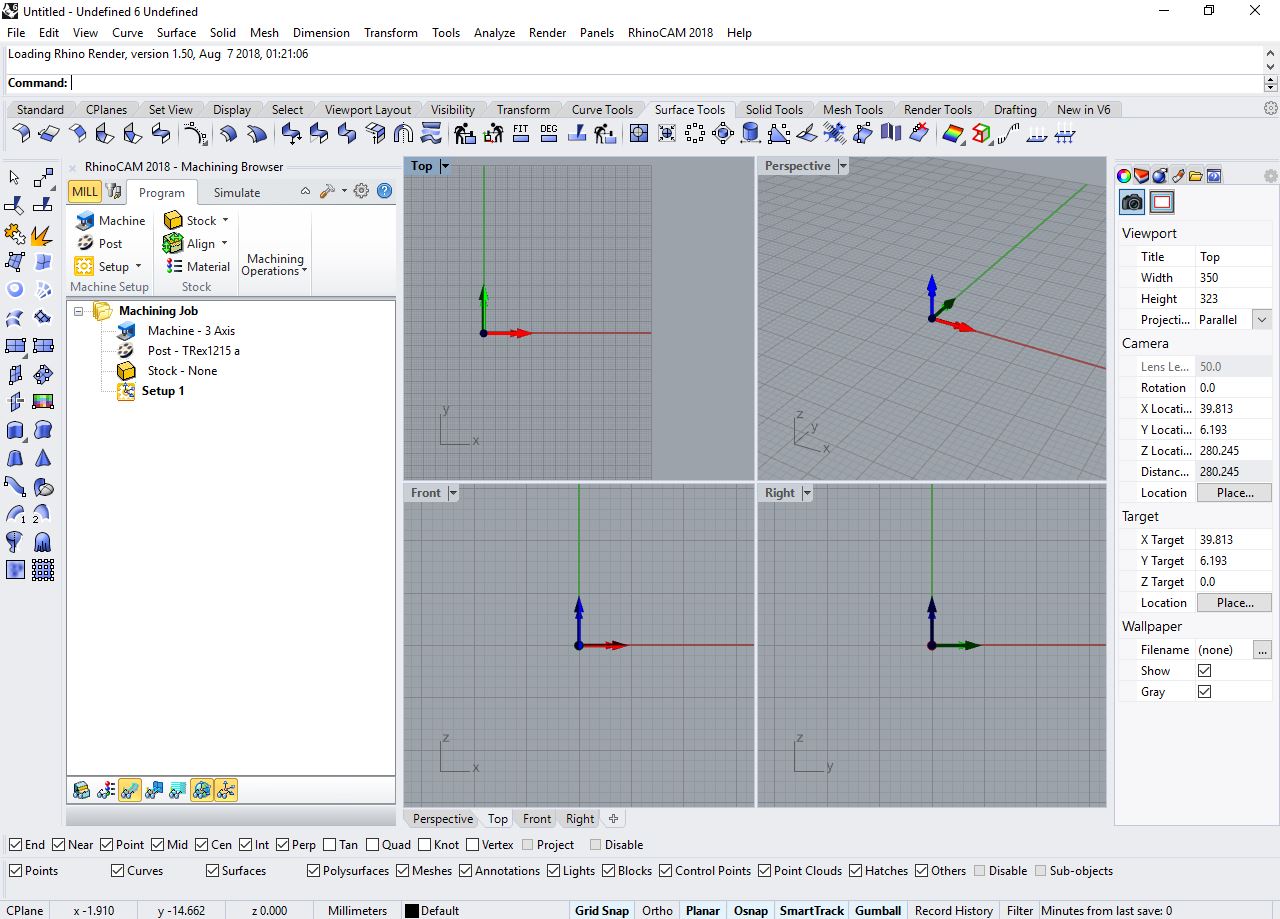 Untitled - Undefined 6 Undefined
File Edit View Curve Surface Solid Mesh Dimension Transform Tools Analyze Render Panels RhinoCAM 2018 Help
Loading Rhino Render, version 1.50, Aug 7 2018, 01:21:06
Command:
Standard CPlanes Set View Display Select Viewport Layout Visibility Transform Curve Tools Surface Tools Solid Tools Mesh Tools Render Tools Drafting New in V6
FIT DEG
RhinoCAM 2018 - Machining Browser
MILL Program Simulate
Machine Stock
Post Align
Setup Material
Machining Operations
Machine Setup Stock
Machining Job
Machine - 3 Axis
Post - TRex1215 a
Stock - None
Setup 1
1 2
Top
y
x
Perspective
z
y
x
Front
z
x
Right
z
y
Perspective Top Front Right
Viewport
Title Top
Width 350
Height 323
Projecti... Parallel
Camera
Lens Le... 50.0
Rotation 0.0
X Locati... 39.813
Y Locati... 6.193
Z Locati... 280.245
Distanc... 280.245
Location Place...
Target
X Target 39.813
Y Target 6.193
Z Target 0.0
Location Place...
Wallpaper
Filename (none) ...
Show
Gray
End Near Point Mid Cen Int Perp Tan Quad Knot Vertex Project Disable
Points Curves Surfaces Polysurfaces Meshes Annotations Lights Blocks Control Points Point Clouds Hatches Others Disable Sub-objects
CPlane x -1.910 y -14.662 z 0.000 Millimeters Default Grid Snap Ortho Planar Osnap SmartTrack Gumball Record History Filter Minutes from last save: 0